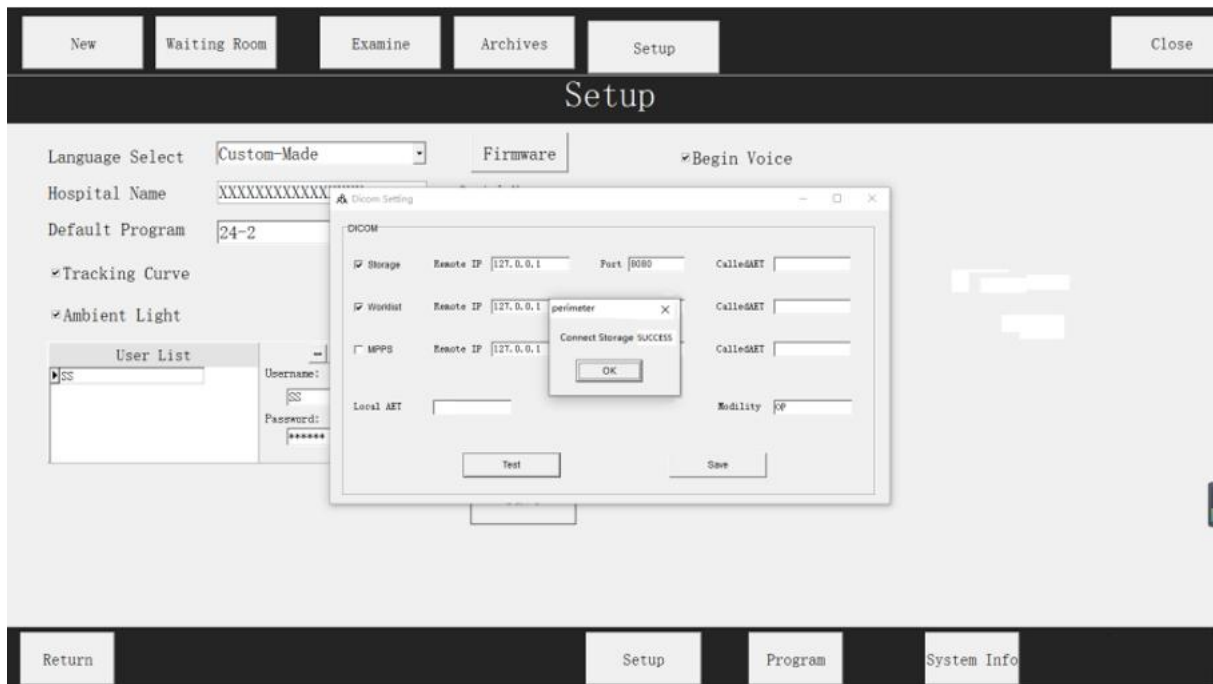 New Waiting Room Examine Archives Setup Close
Setup
Language Select Custom-Made Firmware Begin Voice
Hospital Name XXXXXXXXXXXX
Default Program 24-2
Tracking Curve
Ambient Light
User List
SS
Username:
SS
Password:
******
Dicom Setting
DICOM
Storage Remote IP 127.0.0.1 Port 8080 CalledAET
Worklist Remote IP 127.0.0.1 CalledAET
MPPS Remote IP 127.0.0.1 CalledAET
Local AET Modility OP
Test Save
perimeter
Connect Storage SUCCESS
OK
Return Setup Program System Info